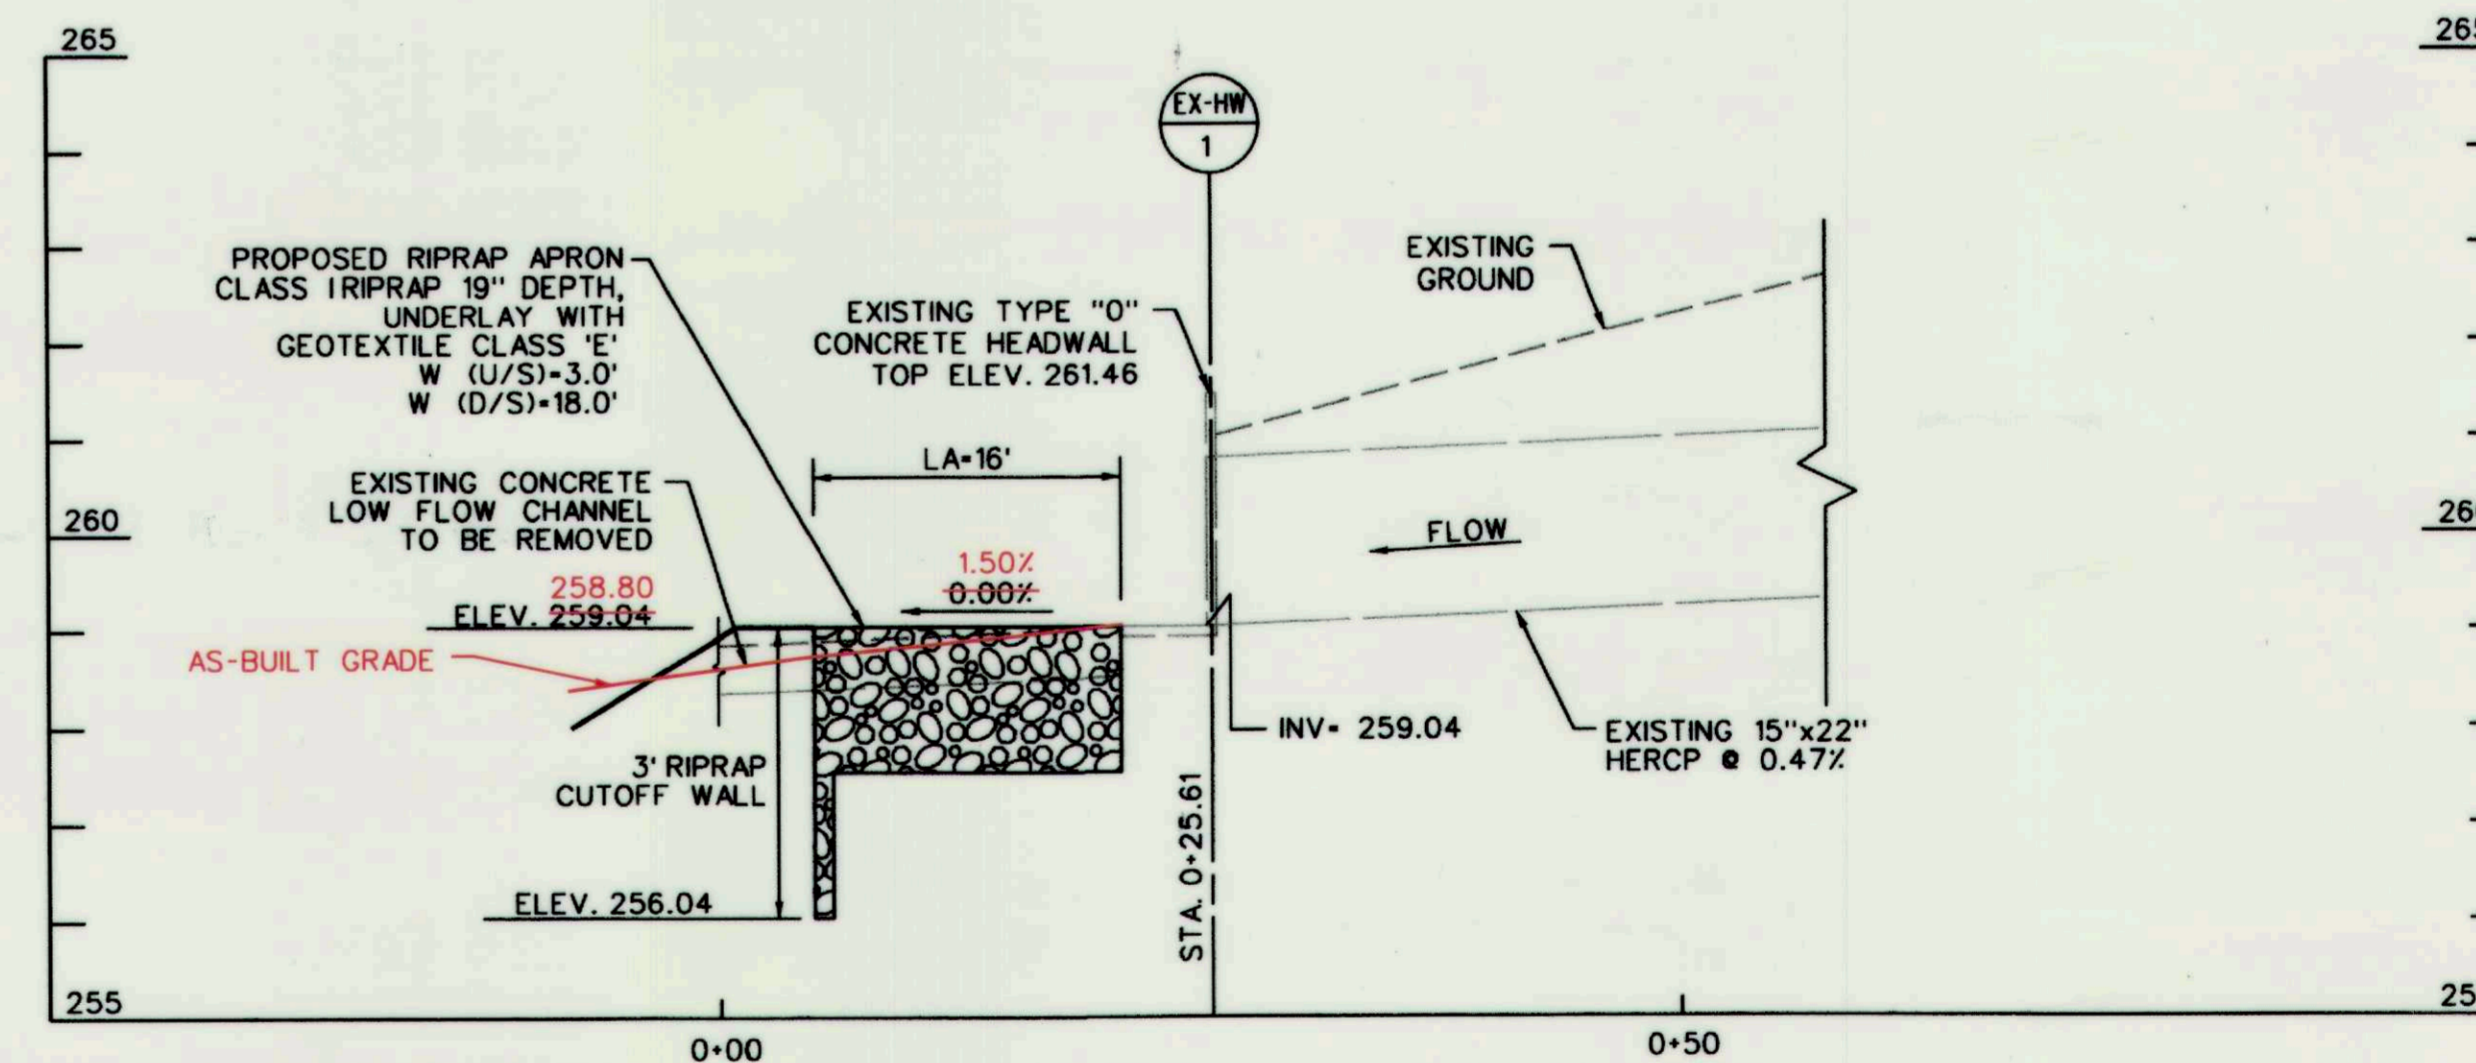 265
265
EX-HW
1
PROPOSED RIPRAP APRON
CLASS I RIPRAP 19" DEPTH,
UNDERLAY WITH
GEOTEXTILE CLASS 'E'
W (U/S)=3.0'
W (D/S)=18.0'
EXISTING TYPE "O"
CONCRETE HEADWALL
TOP ELEV. 261.46
EXISTING
GROUND
LA=16'
EXISTING CONCRETE
LOW FLOW CHANNEL
TO BE REMOVED
260
FLOW
1.50%
0.00%
258.80
ELEV. 259.04
AS-BUILT GRADE
INV= 259.04
EXISTING 15"x22"
HERCP @ 0.47%
3' RIPRAP
CUTOFF WALL
ELEV. 256.04
STA. 0+25.61
255
0+00
0+50